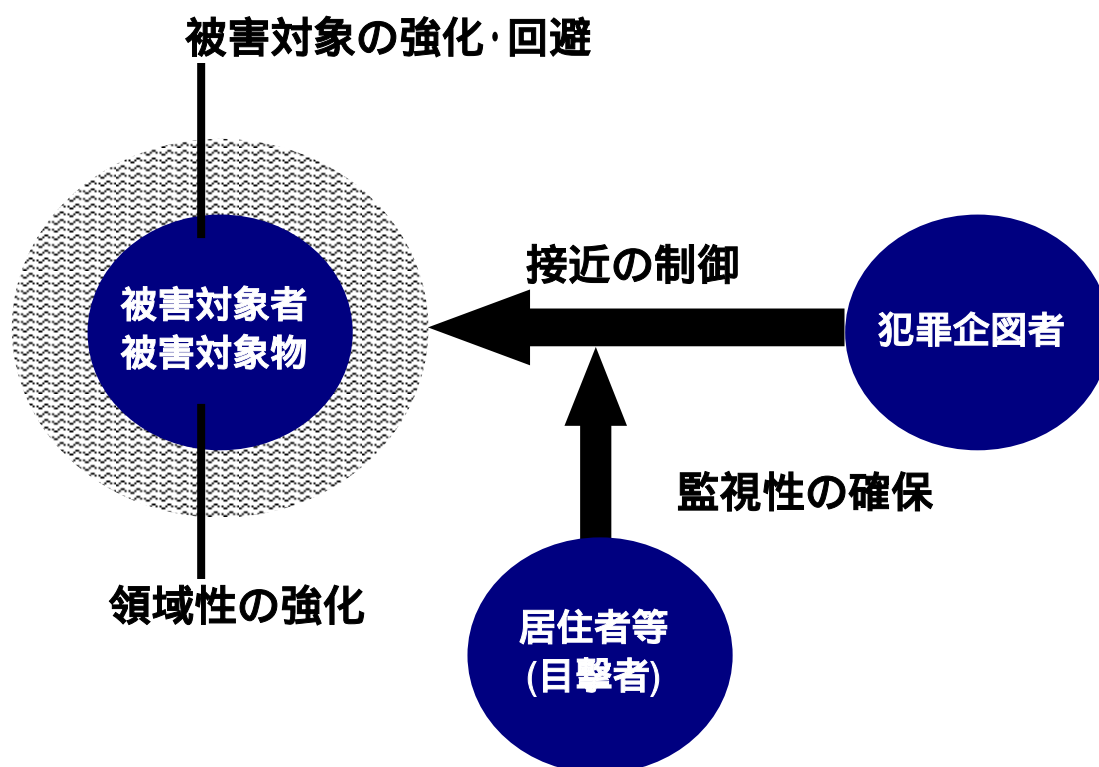 被害対象の強化・回避
接近の制御
被害対象者
被害対象物
犯罪企図者
監視性の確保
領域性の強化
居住者等
(目撃者)